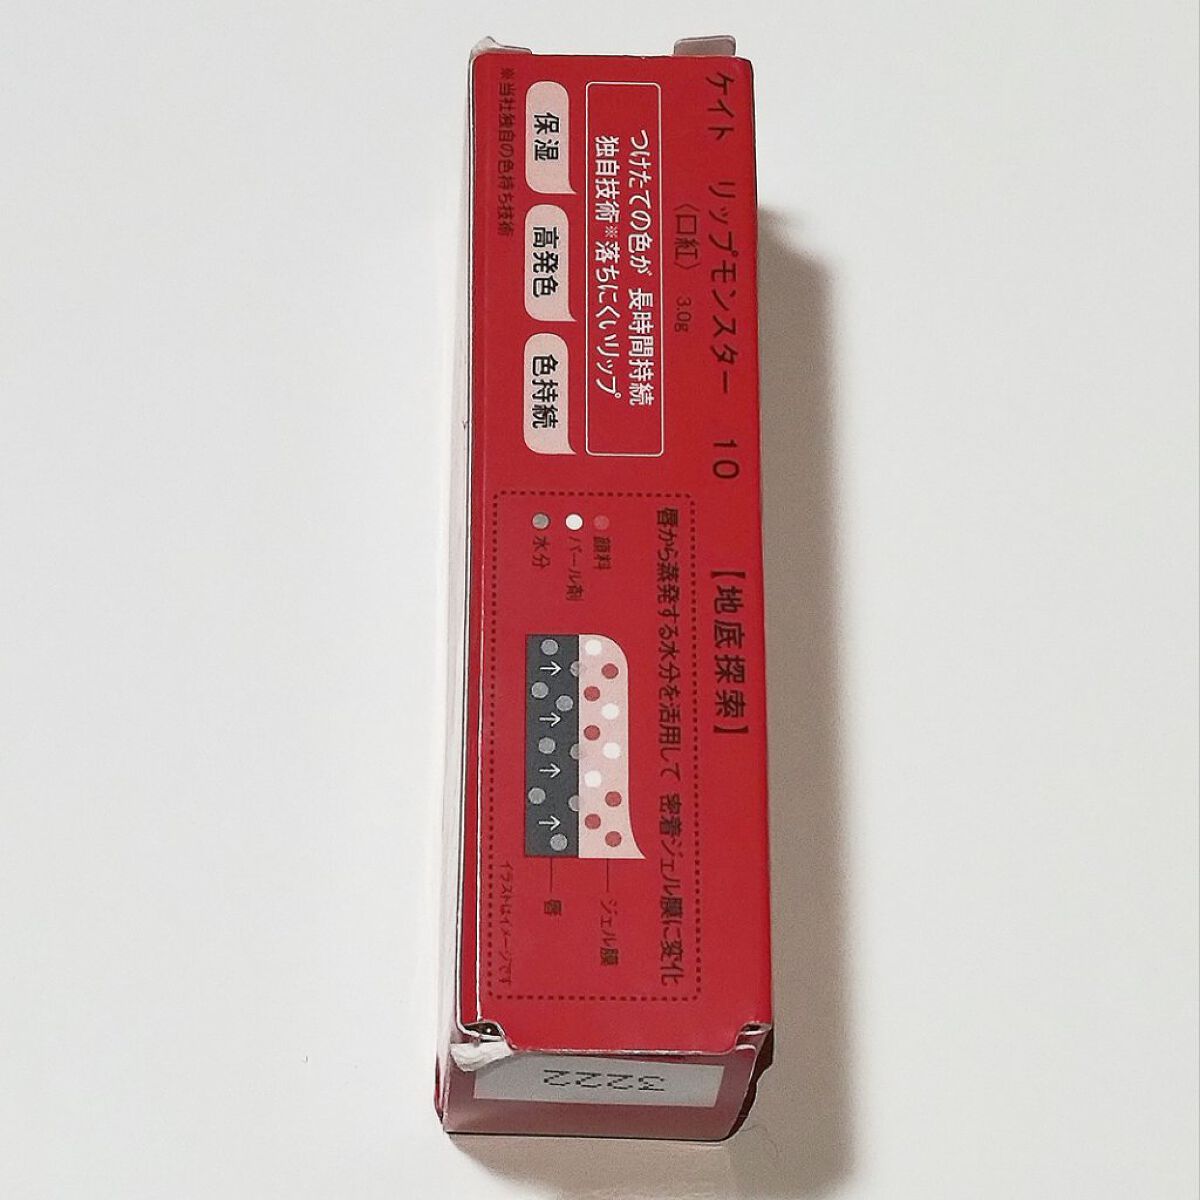 ケイト リップモンスター 10 【地底探索】
〈口紅〉 3.0g
つけたての色が 長時間持続
独自技術※落ちにくいリップ
保湿
高発色
色持続
※当社独自の色持ち技術
唇から蒸発する水分を活用して 密着ジェル膜に変化
顔料
パール剤
水分
ジェル膜
唇
イラストはイメージです
3222